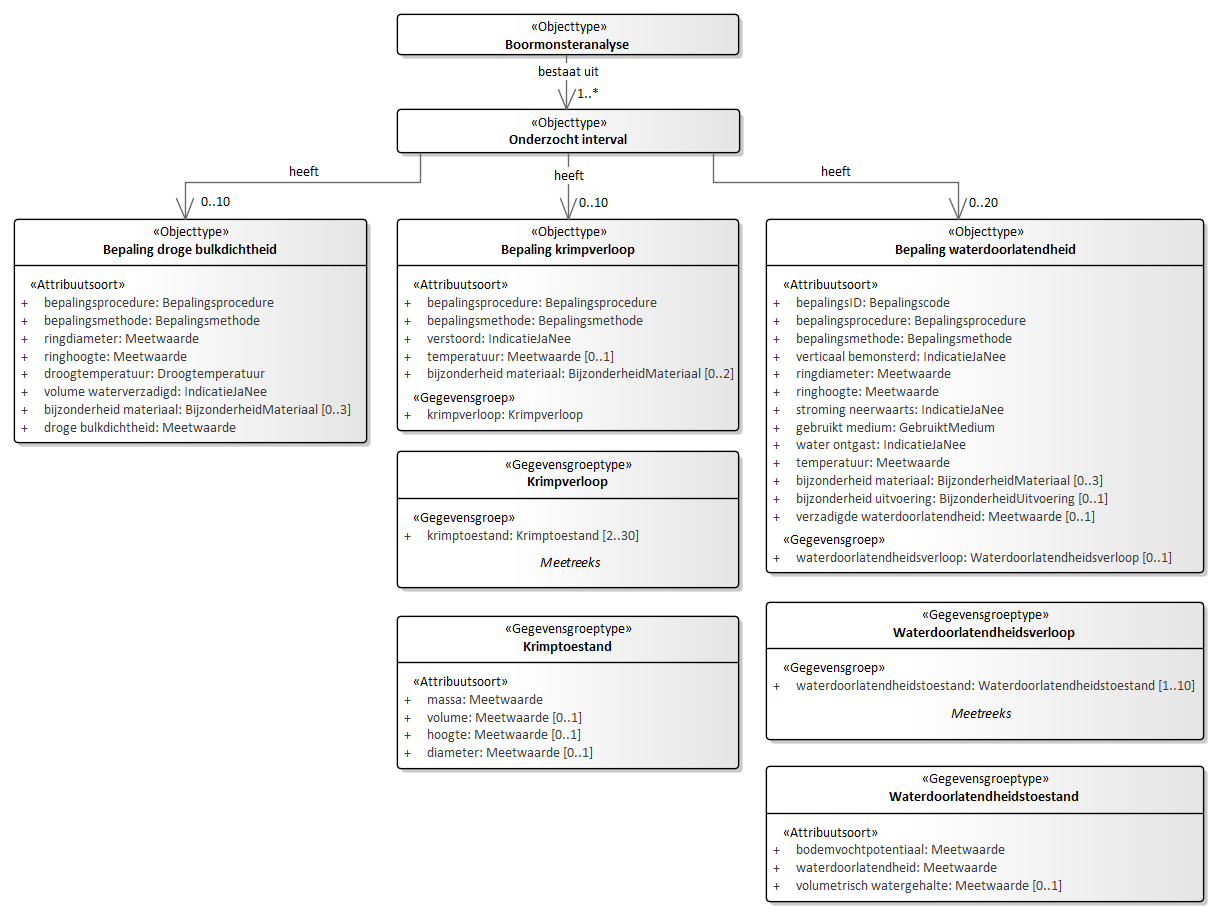 «Objecttype»
Boormonsteranalyse
bestaat uit
1..*
«Objecttype»
Onderzocht interval
heeft
0..10
heeft
0..10
heeft
0..20
«Objecttype»
Bepaling droge bulkdichtheid
«Attribuutsoort»
+ bepalingsprocedure: Bepalingsprocedure
+ bepalingsmethode: Bepalingsmethode
+ ringdiameter: Meetwaarde
+ ringhoogte: Meetwaarde
+ droogtemperatuur: Droogtemperatuur
+ volume waterverzadigd: IndicatieJaNee
+ bijzonderheid materiaal: BijzonderheidMateriaal [0..3]
+ droge bulkdichtheid: Meetwaarde
«Objecttype»
Bepaling krimpverloop
«Attribuutsoort»
+ bepalingsprocedure: Bepalingsprocedure
+ bepalingsmethode: Bepalingsmethode
+ verstoord: IndicatieJaNee
+ temperatuur: Meetwaarde [0..1]
+ bijzonderheid materiaal: BijzonderheidMateriaal [0..2]
«Gegevensgroep»
+ krimpverloop: Krimpverloop
«Gegevensgroeptype»
Krimpverloop
«Gegevensgroep»
+ krimptoestand: Krimptoestand [2..30]
Meetreeks
«Gegevensgroeptype»
Krimptoestand
«Attribuutsoort»
+ massa: Meetwaarde
+ volume: Meetwaarde [0..1]
+ hoogte: Meetwaarde [0..1]
+ diameter: Meetwaarde [0..1]
«Objecttype»
Bepaling waterdoorlatendheid
«Attribuutsoort»
+ bepalingsID: Bepalingscode
+ bepalingsprocedure: Bepalingsprocedure
+ bepalingsmethode: Bepalingsmethode
+ verticaal bemonsterd: IndicatieJaNee
+ ringdiameter: Meetwaarde
+ ringhoogte: Meetwaarde
+ stroming neerwaarts: IndicatieJaNee
+ gebruikt medium: GebruiktMedium
+ water ontgast: IndicatieJaNee
+ temperatuur: Meetwaarde
+ bijzonderheid materiaal: BijzonderheidMateriaal [0..3]
+ bijzonderheid uitvoering: BijzonderheidUitvoering [0..1]
+ verzadigde waterdoorlatendheid: Meetwaarde [0..1]
«Gegevensgroep»
+ waterdoorlatendheidsverloop: Waterdoorlatendheidsverloop [0..1]
«Gegevensgroeptype»
Waterdoorlatendheidsverloop
«Gegevensgroep»
+ waterdoorlatendheidstoestand: Waterdoorlatendheidstoestand [1..10]
Meetreeks
«Gegevensgroeptype»
Waterdoorlatendheidstoestand
«Attribuutsoort»
+ bodemvochtpotentiaal: Meetwaarde
+ waterdoorlatendheid: Meetwaarde
+ volumetrisch watergehalte: Meetwaarde [0..1]